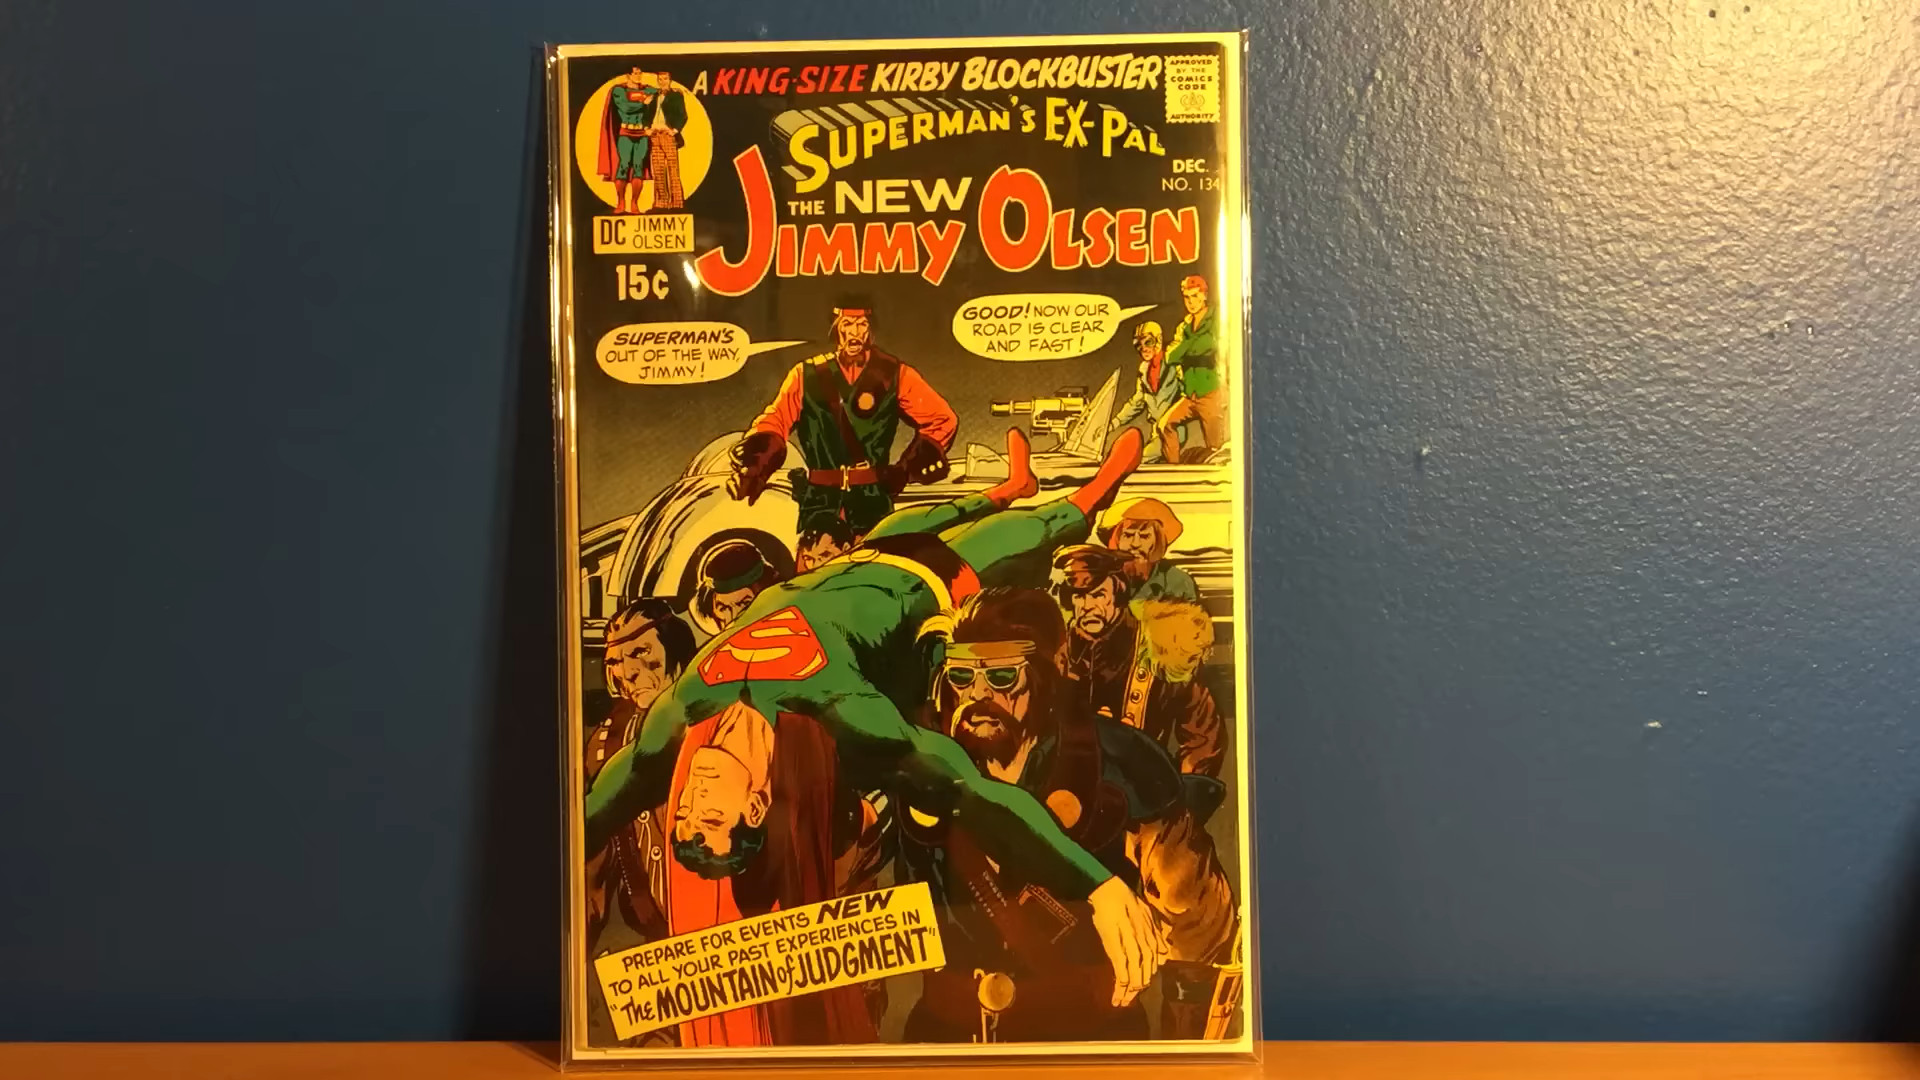 A KING-SIZE KIRBY BLOCKBUSTER
APPROVED
BY THE
COMICS
CODE
AUTHORITY
SUPERMAN'S EX-PAL
THE NEW
JIMMY OLSEN
DEC.
NO. 134
DC JIMMY
OLSEN
15¢
SUPERMAN'S
OUT OF THE WAY,
JIMMY!
GOOD! NOW OUR
ROAD IS CLEAR
AND FAST!
S
PREPARE FOR EVENTS NEW
TO ALL YOUR PAST EXPERIENCES IN
"The MOUNTAIN of JUDGMENT"